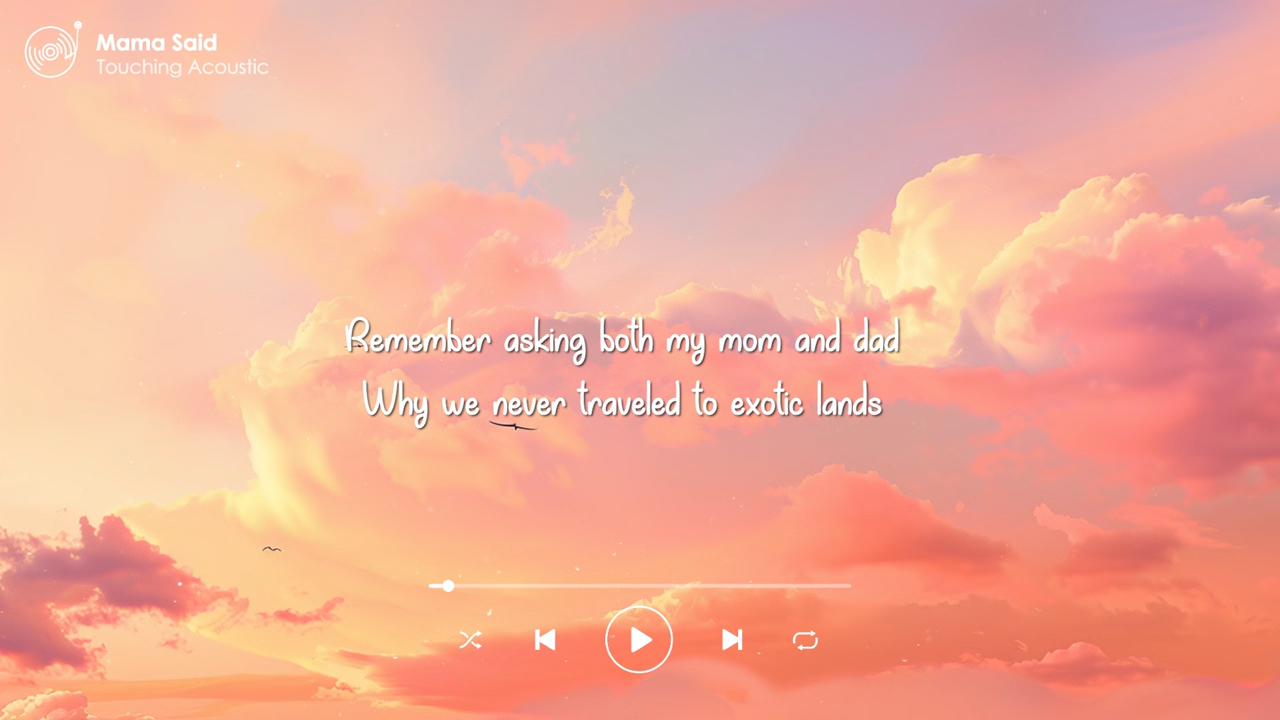 Mama Said
Touching Acoustic
Remember asking both my mom and dad
Why we never traveled to exotic lands